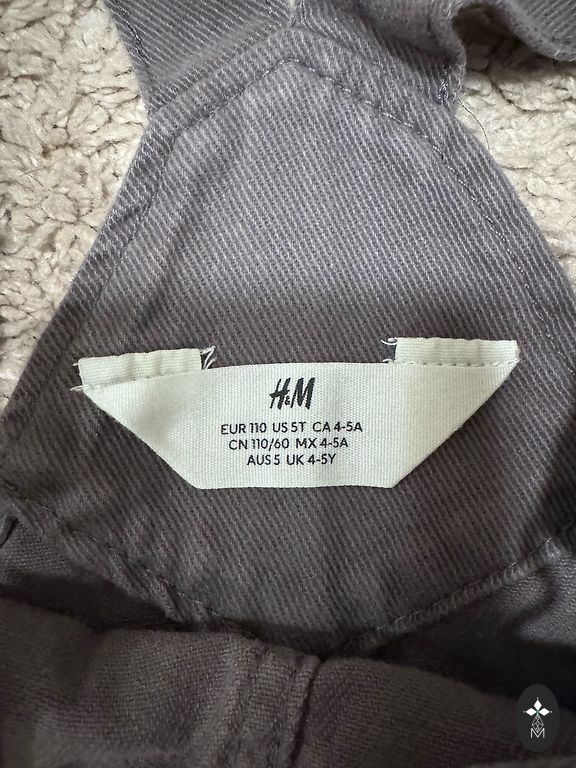 H&M
EUR 110 US 5T CA 4-5A
CN 110/60 MX 4-5A
AUS 5 UK 4-5Y
M